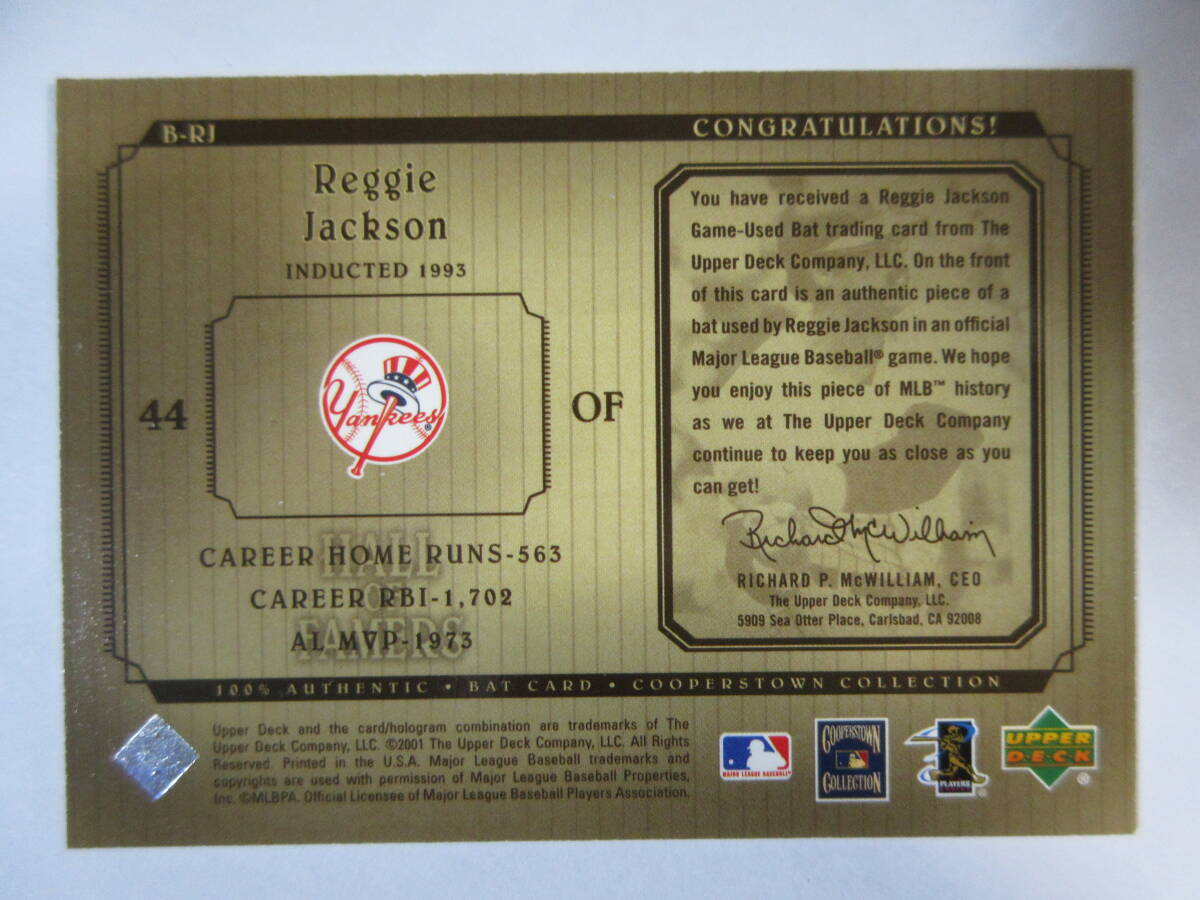 B-RJ
CONGRATULATIONS!
Reggie
Jackson
INDUCTED 1993
Yankees®
44
OF
HALL
OF
FAMERS
CAREER HOME RUNS-563
CAREER RBI-1,702
AL MVP-1973
You have received a Reggie Jackson
Game-Used Bat trading card from The
Upper Deck Company, LLC. On the front
of this card is an authentic piece of a
bat used by Reggie Jackson in an official
Major League Baseball® game. We hope
you enjoy this piece of MLB™ history
as we at The Upper Deck Company
continue to keep you as close as you
can get!
Richard McWilliam
RICHARD P. McWILLIAM, CEO
The Upper Deck Company, LLC.
5909 Sea Otter Place, Carlsbad, CA 92008
100% AUTHENTIC • BAT CARD • COOPERSTOWN COLLECTION
Upper Deck and the card/hologram combination are trademarks of The
Upper Deck Company, LLC. ©2001 The Upper Deck Company, LLC. All Rights
Reserved. Printed in the U.S.A. Major League Baseball trademarks and
copyrights are used with permission of Major League Baseball Properties,
Inc. ©MLBPA. Official Licensee of Major League Baseball Players Association.
MAJOR LEAGUE BASEBALL®
COOPERSTOWN
COLLECTION
PLAYERS
®
UPPER
DECK
®